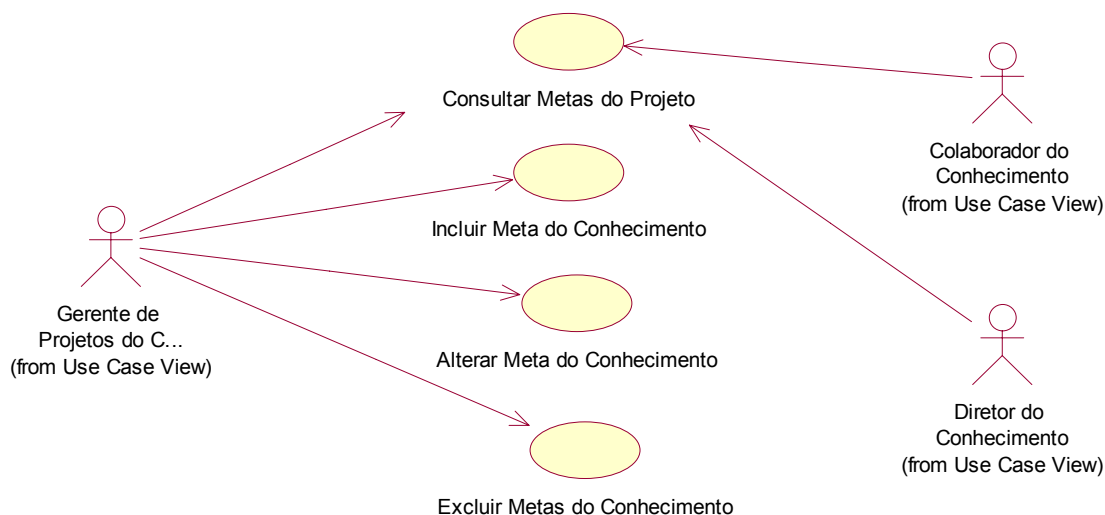 Consultar Metas do Projeto
Colaborador do
Conhecimento
(from Use Case View)
Incluir Meta do Conhecimento
Gerente de
Projetos do C...
(from Use Case View)
Alterar Meta do Conhecimento
Diretor do
Conhecimento
(from Use Case View)
Excluir Metas do Conhecimento